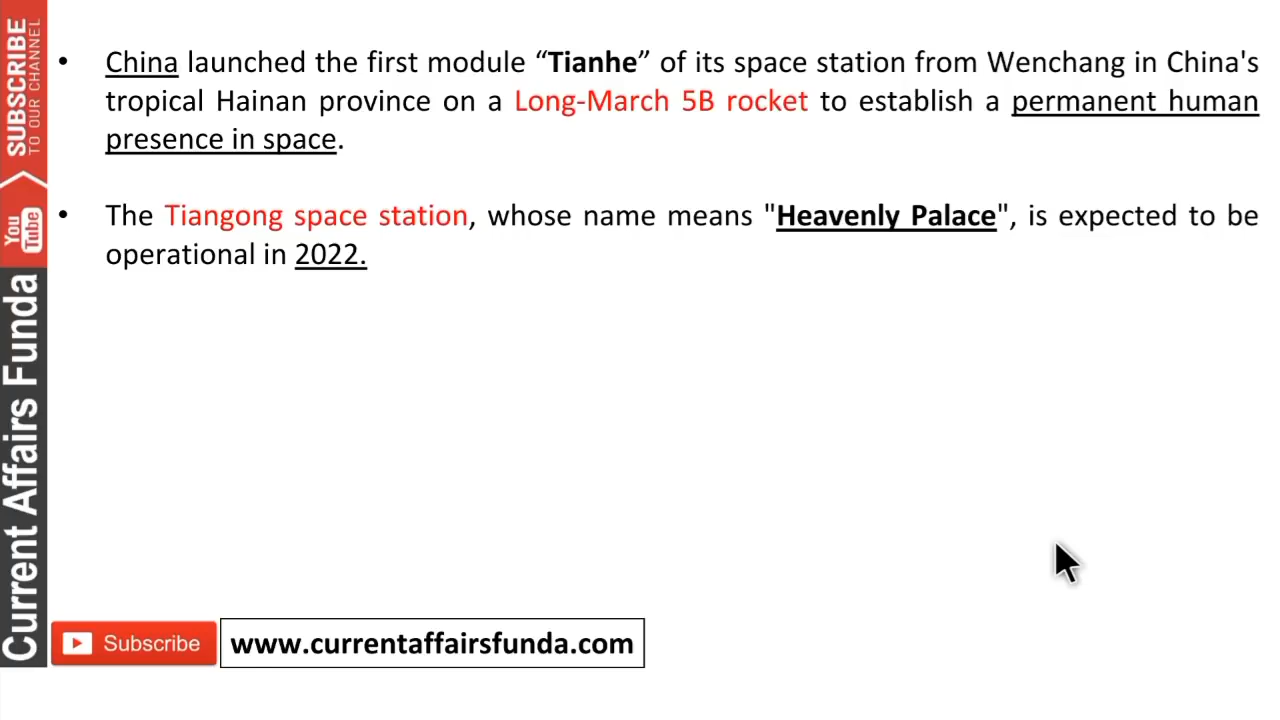 • China launched the first module “Tianhe” of its space station from Wenchang in China's
tropical Hainan province on a Long-March 5B rocket to establish a permanent human
presence in space.
• The Tiangong space station, whose name means "Heavenly Palace", is expected to be
operational in 2022.
SUBSCRIBE
TO OUR CHANNEL
You
Tube
Current Affairs Funda
Subscribe
www.currentaffairsfunda.com